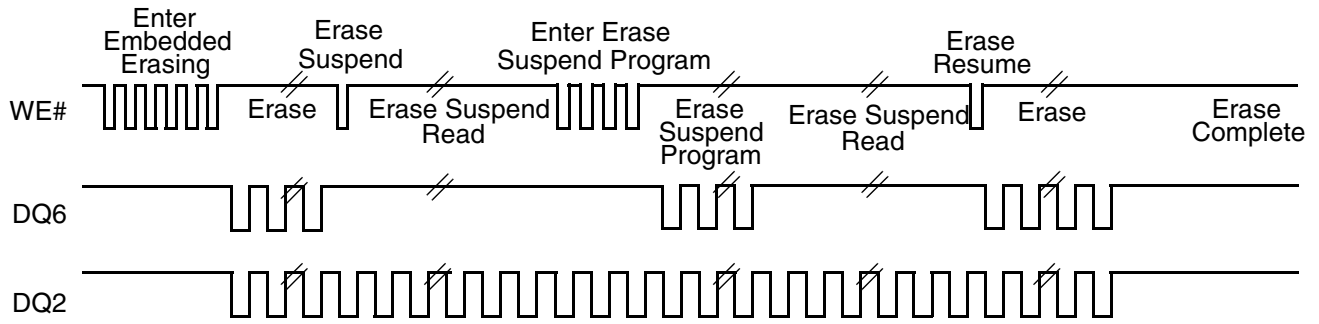 Enter
Embedded
Erasing
Erase
Suspend
Enter Erase
Suspend Program
Erase
Resume
WE#
Erase
Erase Suspend
Read
Erase
Suspend
Program
Erase Suspend
Read
Erase
Erase
Complete
DQ6
DQ2